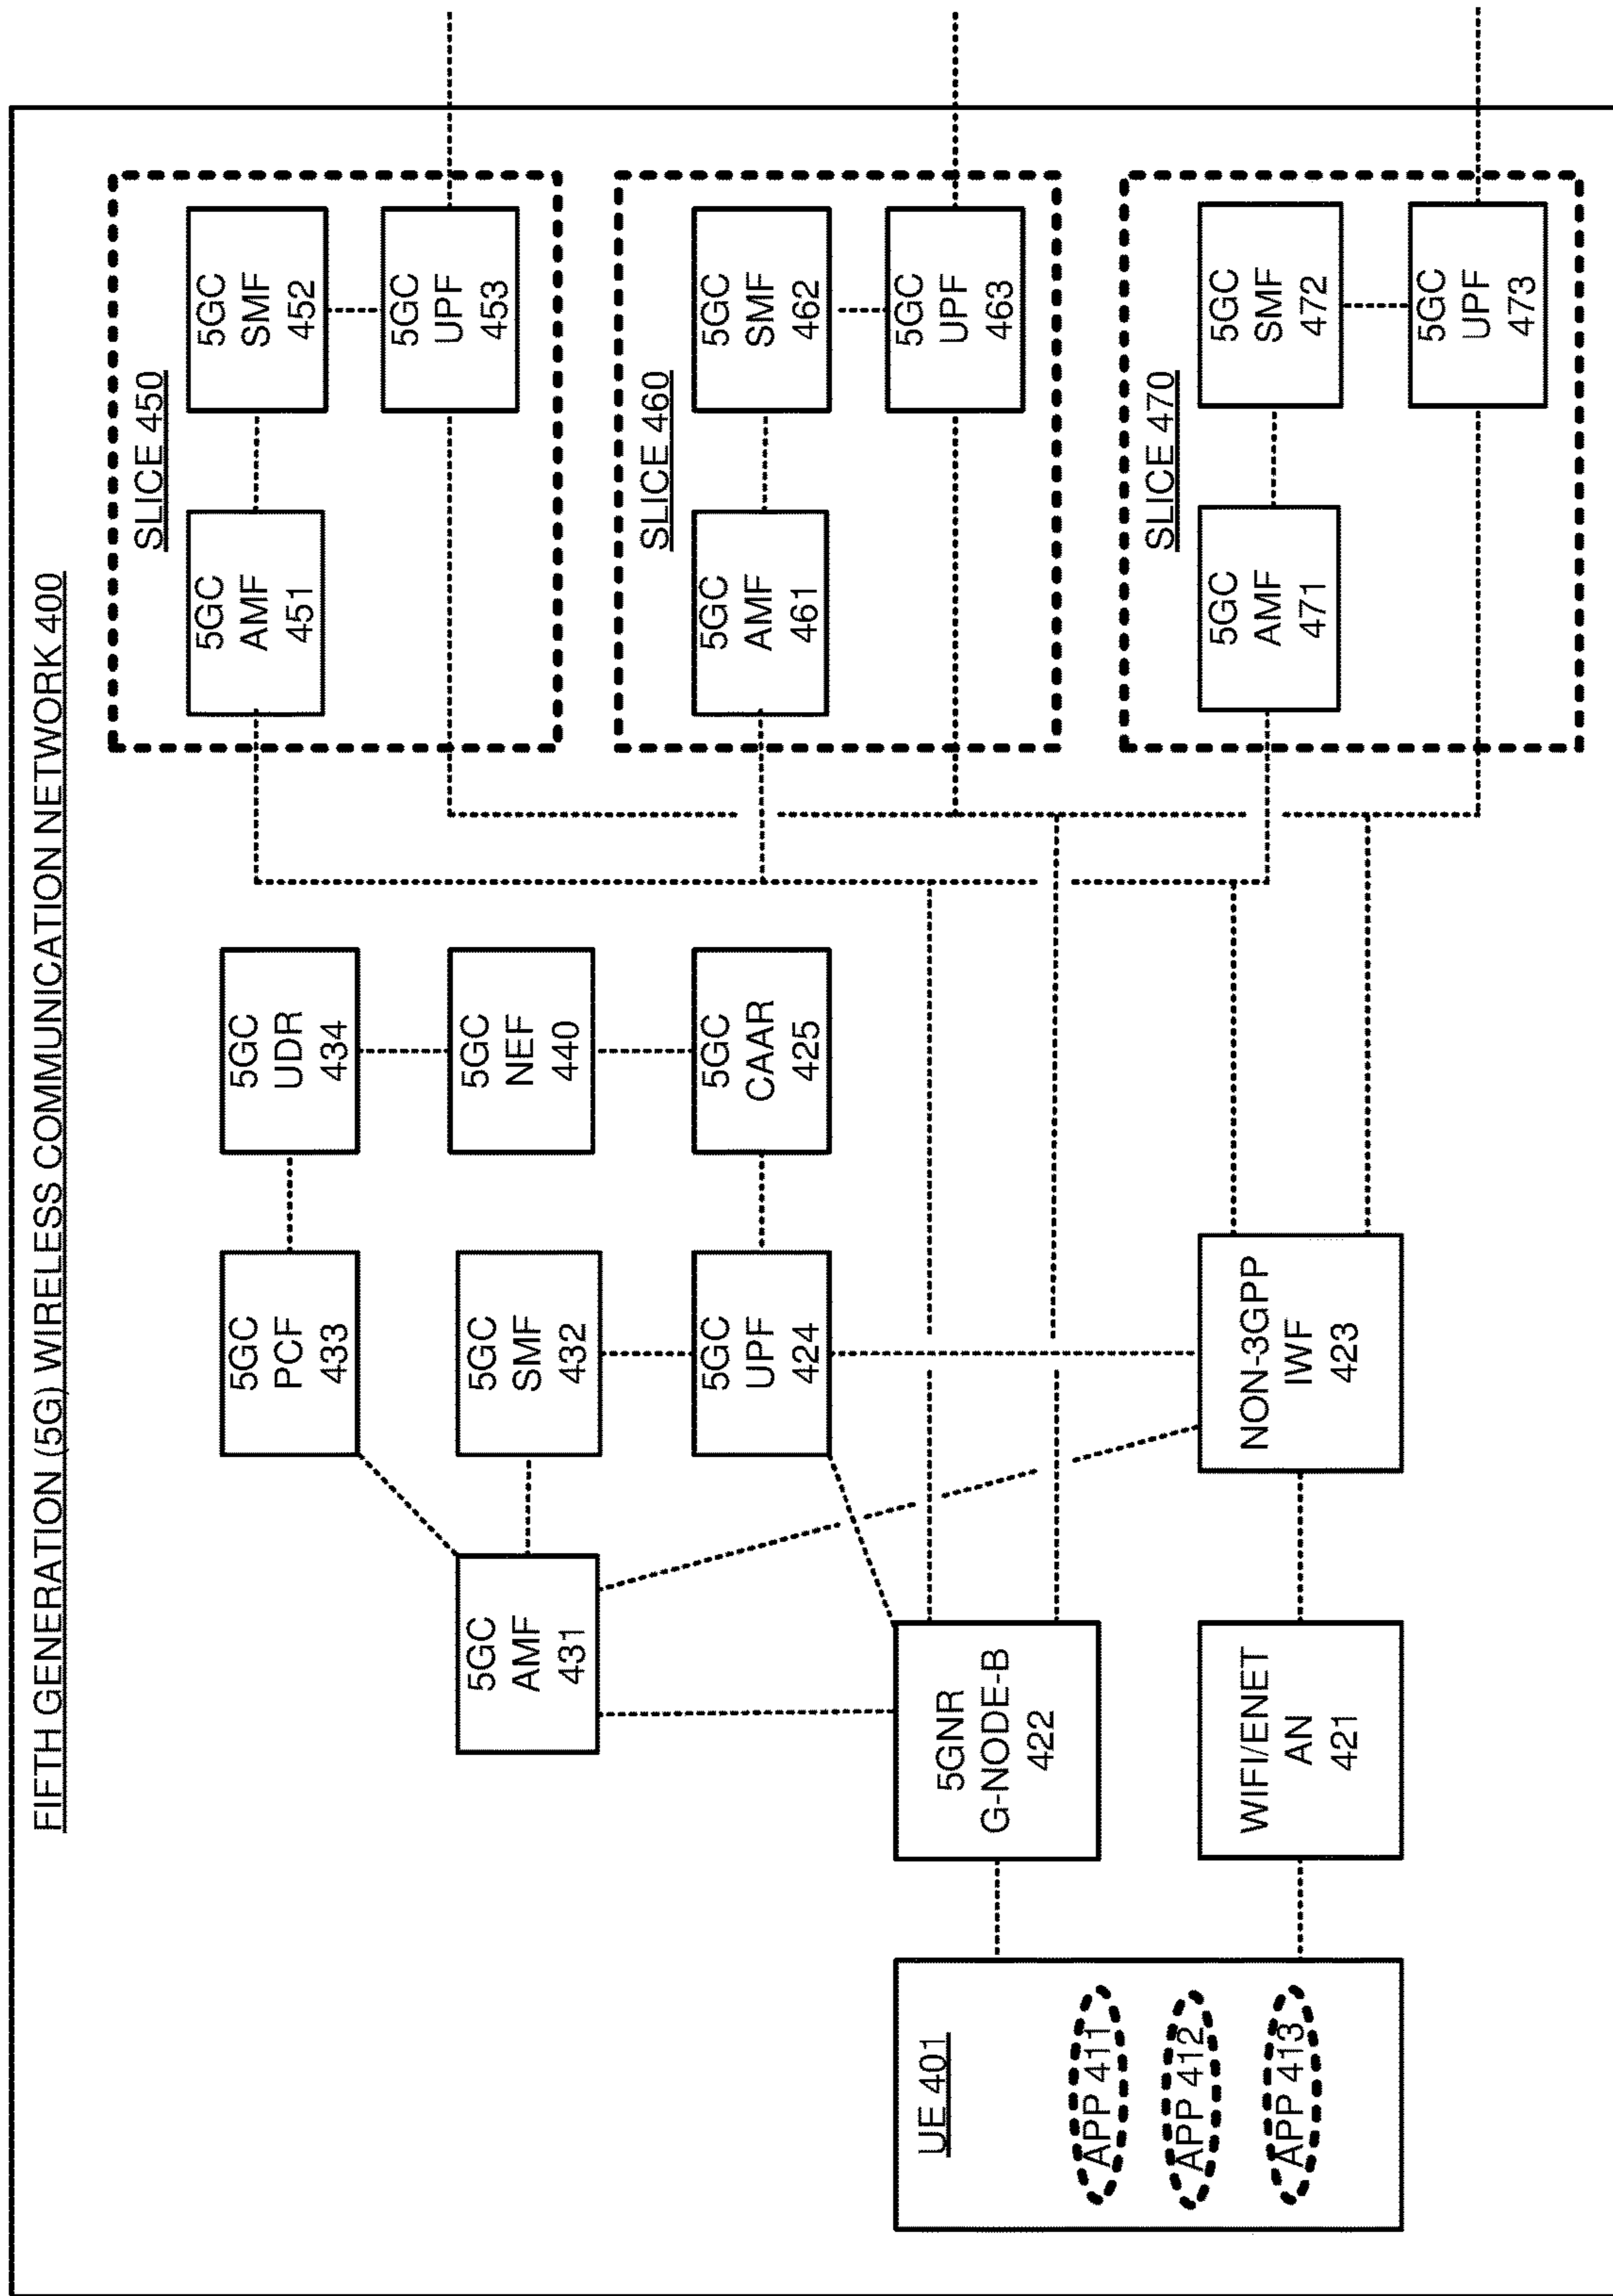 FIFTH GENERATION (5G) WIRELESS COMMUNICATION NETWORK 400
UE 401
APP 411
APP 412
APP 413
5GNR
G-NODE-B
422
WIFI/ENET
AN
421
5GC
AMF
431
5GC
PCF
433
5GC
SMF
432
5GC
UPF
424
NON-3GPP
IWF
423
5GC
UDR
434
5GC
NEF
440
5GC
CAAR
425
SLICE 450
5GC
AMF
451
5GC
SMF
452
5GC
UPF
453
SLICE 460
5GC
AMF
461
5GC
SMF
462
5GC
UPF
463
SLICE 470
5GC
AMF
471
5GC
SMF
472
5GC
UPF
473